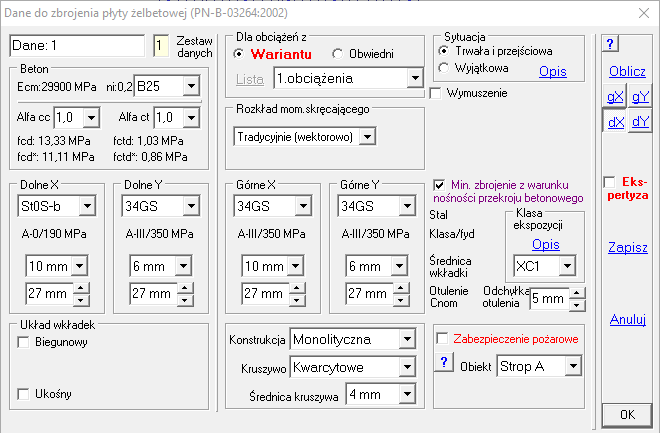 Dane do zbrojenia płyty żelbetowej (PN-B-03264:2002)
Dane: 1
1
Zestaw
danych
Beton
Ecm:29900 MPa
ni:0,2
B25
Alfa cc
1,0
Alfa ct
1,0
fcd: 13,33 MPa
fctd: 1,03 MPa
fcd*: 11,11 MPa
fctd*: 0,86 MPa
Dla obciążeń z
Wariantu
Obwiedni
Lista
1.obciążenia
Rozkład mom.skręcającego
Tradycyjnie (wektorowo)
Sytuacja
Trwała i przejściowa
Wyjątkowa
Opis
Wymuszenie
?
Oblicz
gX
gY
dX
dY
Eks-
pertyza
Zapisz
Anuluj
OK
Dolne X
St0S-b
A-0/190 MPa
10 mm
27 mm
Dolne Y
34GS
A-III/350 MPa
6 mm
27 mm
Górne X
34GS
A-III/350 MPa
10 mm
27 mm
Górne Y
34GS
A-III/350 MPa
6 mm
27 mm
Min. zbrojenie z warunku
nośności przekroju betonowego
Stal
Klasa/fyd
Średnica
wkładki
Otulenie
Cnom
Klasa
ekspozycji
Opis
XC1
Odchyłka
otulenia
5 mm
Układ wkładek
Biegunowy
Ukośny
Konstrukcja
Monolityczna
Kruszywo
Kwarcytowe
Średnica kruszywa
4 mm
Zabezpieczenie pożarowe
?
Obiekt
Strop A